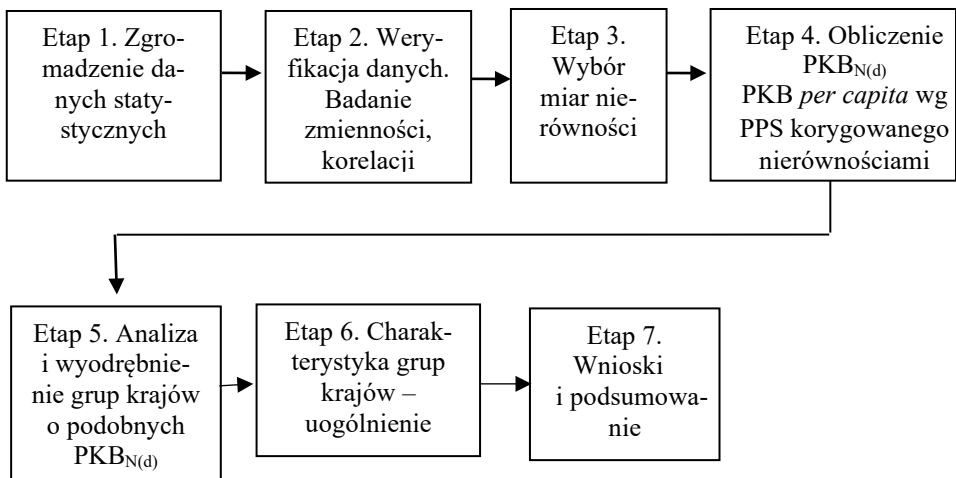 Etap 1. Zgro-
madzenie da-
nych staty-
stycznych
Etap 2. Wery-
fikacja danych.
Badanie
zmienności,
korelacji
Etap 3.
Wybór
miar nie-
równości
Etap 4. Obliczenie
PKB_N(d)
PKB per capita wg
PPS korygowanego
nierównościami
Etap 5. Analiza
i wyodrębnie-
nie grup krajów
o podobnych
PKB_N(d)
Etap 6. Charak-
terystyka grup
krajów –
uogólnienie
Etap 7.
Wnioski
i podsumowa-
nie